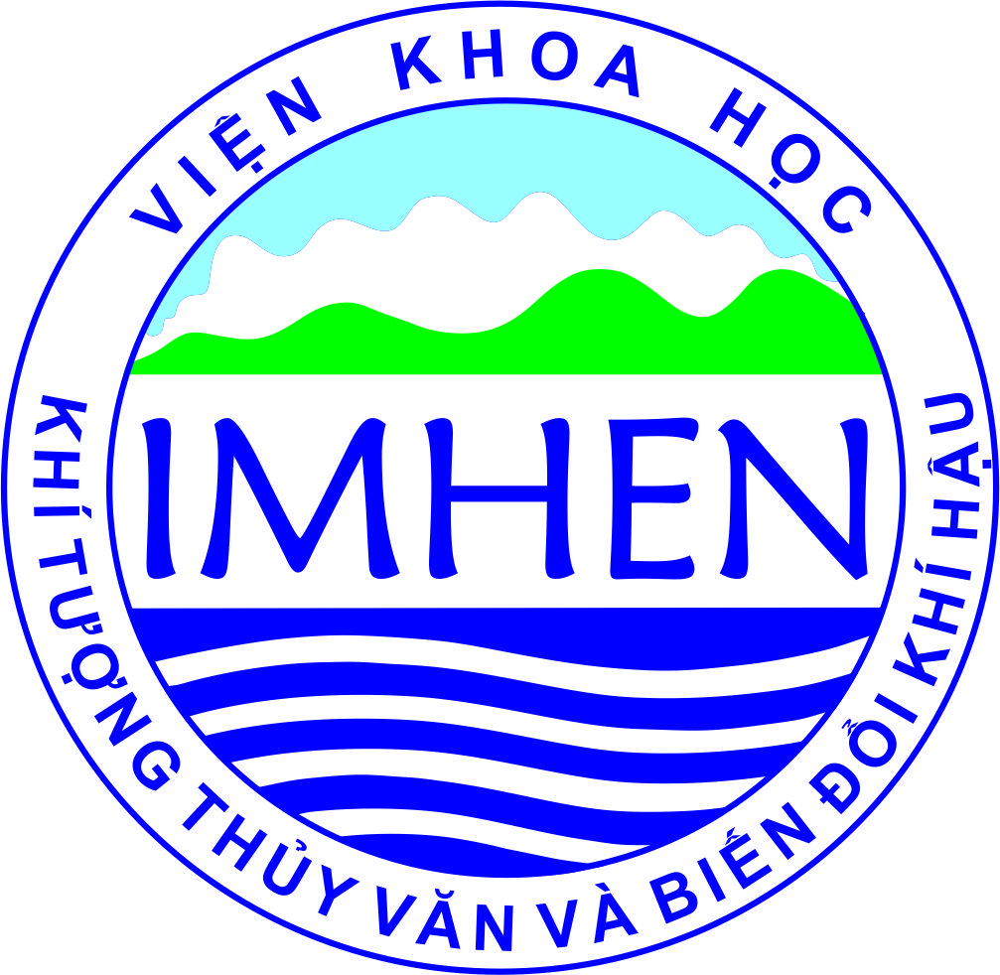 VIỆN KHOA HỌC
IMHEN
KHÍ TƯỢNG THỦY VĂN VÀ BIẾN ĐỔI KHÍ HẬU